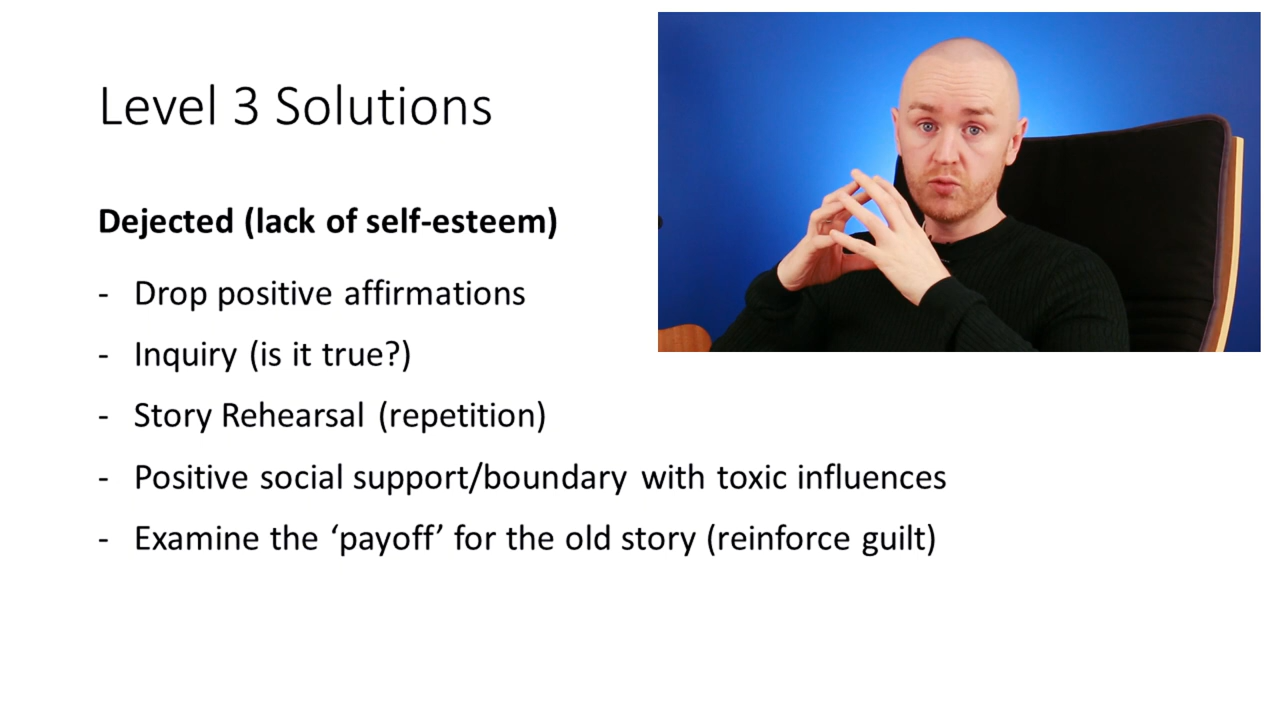 Level 3 Solutions
Dejected (lack of self-esteem)
- Drop positive affirmations
- Inquiry (is it true?)
- Story Rehearsal (repetition)
- Positive social support/boundary with toxic influences
- Examine the ‘payoff’ for the old story (reinforce guilt)